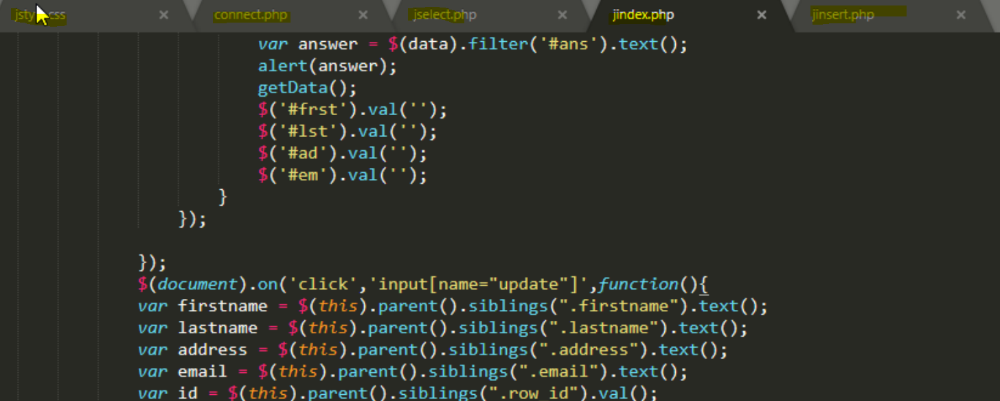 connect.php jselect.php jindex.php jinsert.php
var answer = $(data).filter('#ans').text();
alert(answer);
getData();
$('#frst').val('');
$('#lst').val('');
$('#ad').val('');
$('#em').val('');
}
});
});
$(document).on('click','input[name="update"]',function(){
var firstname = $(this).parent().siblings(".firstname").text();
var lastname = $(this).parent().siblings(".lastname").text();
var address = $(this).parent().siblings(".address").text();
var email = $(this).parent().siblings(".email").text();
var id = $(this).parent().siblings(".row_id").val();